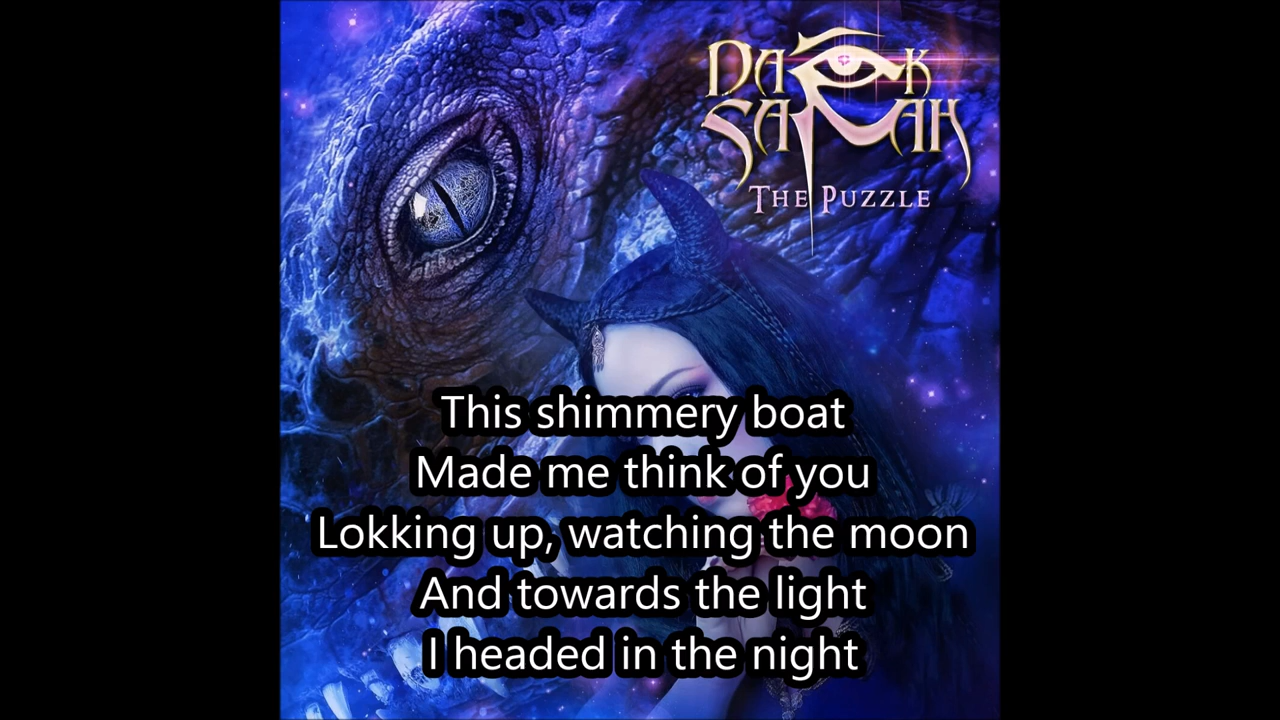 DARK
SARAH
THE PUZZLE
This shimmery boat
Made me think of you
Lokking up, watching the moon
And towards the light
I headed in the night